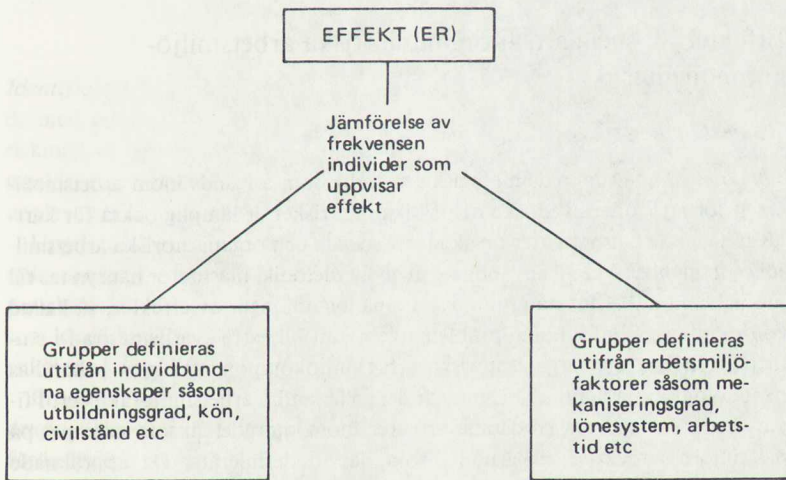 EFFEKT (ER)
Jämförelse av
frekvensen
individer som
uppvisar
effekt
Grupper definieras
utifrån individbund-
na egenskaper såsom
utbildningsgrad, kön,
civilstånd etc
Grupper definieras
utifrån arbetsmiljö-
faktorer såsom me-
kaniseringsgrad,
lönesystem, arbets-
tid etc